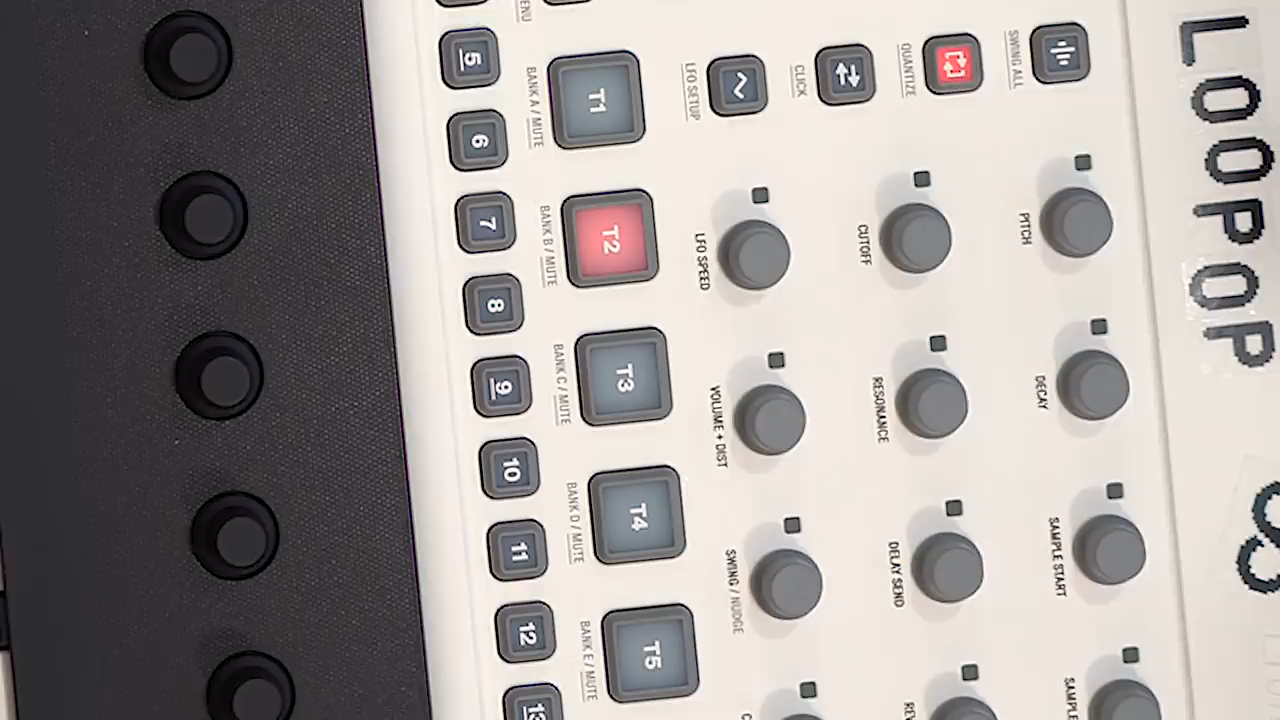 LOOPOP
SWING ALL
QUANTIZE
CLICK
LFO SETUP
PITCH
DECAY
SAMPLE START
SAMPLE
CUTOFF
RESONANCE
DELAY SEND
LFO SPEED
VOLUME + DIST
SWING / NUDGE
T1
T2
T3
T4
T5
BANK A / MUTE
BANK B / MUTE
BANK C / MUTE
BANK D / MUTE
BANK E / MUTE
5
6
7
8
9
10
11
12
13